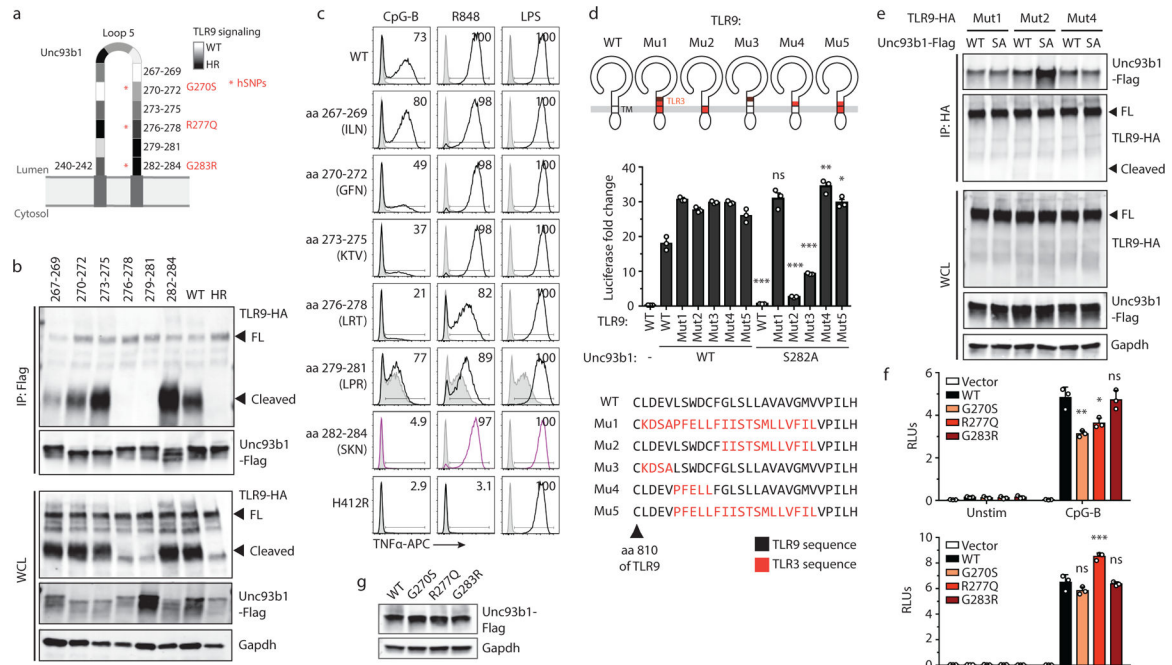 a
Loop 5
Unc93b1
TLR9 signaling
WT
HR
267-269
270-272
G270S
* hSNPs
273-275
276-278
R277Q
279-281
240-242
282-284
G283R
Lumen
Cytosol
*
*
*
b
267-269
270-272
273-275
276-278
279-281
282-284
WT
HR
TLR9-HA
FL
IP: Flag
Cleaved
Unc93b1
-Flag
TLR9-HA
FL
Cleaved
WCL
Unc93b1
-Flag
Gapdh
c
CpG-B R848 LPS
WT
73 100 100
aa 267-269
(ILN)
80 98 100
aa 270-272
(GFN)
49 98 100
aa 273-275
(KTV)
37 98 100
aa 276-278
(LRT)
21 82 100
aa 279-281
(LPR)
77 89 100
aa 282-284
(SKN)
4.9 97 100
H412R
2.9 3.1 100
TNFα-APC
g
WT
G270S
R277Q
G283R
Unc93b1-
Flag
Gapdh
d
TLR9:
WT Mu1 Mu2 Mu3 Mu4 Mu5
TM
TLR3
Luciferase fold change
40
30
20
10
0
*** ns *** *** ** *
TLR9:
WT
WT
Mut1
Mut2
Mut3
Mut4
Mut5
WT
Mut1
Mut2
Mut3
Mut4
Mut5
Unc93b1: - WT S282A
WT CLDEVLSWDCFGLSLLAVAVGMVVPILH
Mu1 CKDSAPFELLFIISTSMLLVFIL
Mu2 CLDEVLSWDCFIISTSMLLVFIL
Mu3 CKDSALSWDCFGLSLLAVAVGMVVPILH
Mu4 CLDEVPFELLFGLSLLAVAVGMVVPILH
Mu5 CLDEVPFELLFIISTSMLLVFILH
aa 810
of TLR9
TLR9 sequence
TLR3 sequence
e
TLR9-HA Mut1 Mut2 Mut4
Unc93b1-Flag WT SA WT SA WT SA
Unc93b1
-Flag
IP: HA
FL
TLR9-HA
Cleaved
WCL
FL
TLR9-HA
Unc93b1
-Flag
Gapdh
f
RLUs
6
4
2
0
Vector
WT
G270S
R277Q
G283R
** * ns
Unstim CpG-B
RLUs
10
8
6
4
2
0
Vector
WT
G270S
R277Q
G283R
ns *** ns